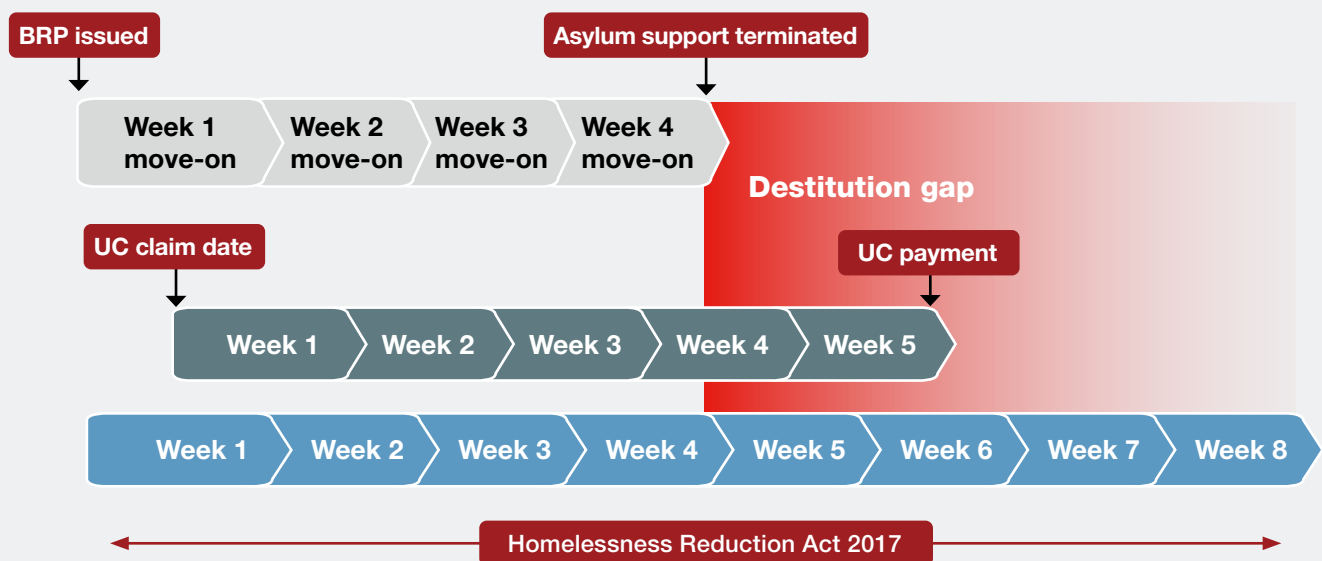 BRP issued
Asylum support terminated
Week 1
move-on
Week 2
move-on
Week 3
move-on
Week 4
move-on
Destitution gap
UC claim date
UC payment
Week 1
Week 2
Week 3
Week 4
Week 5
Week 1
Week 2
Week 3
Week 4
Week 5
Week 6
Week 7
Week 8
Homelessness Reduction Act 2017